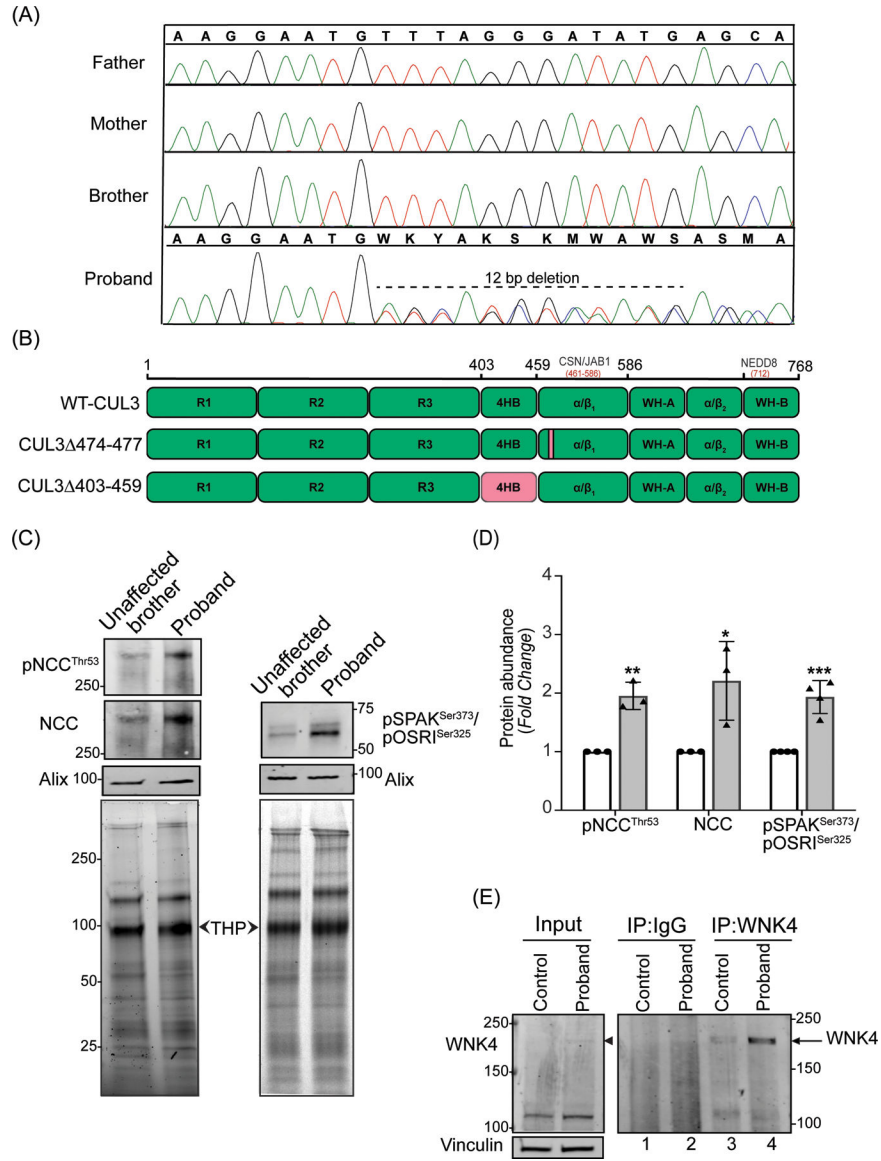 (A)
A A G G A A T G T T T A G G G A T A T G A G C A
Father
Mother
Brother
A A G G A A T G W K Y A K S K M W A W S A S M A
Proband
12 bp deletion
(B)
1 403 459 CSN/JAB1 (461-586) 586 NEDD8 (712) 768
WT-CUL3 R1 R2 R3 4HB α/β1 WH-A α/β2 WH-B
CUL3Δ474-477 R1 R2 R3 4HB α/β1 WH-A α/β2 WH-B
CUL3Δ403-459 R1 R2 R3 4HB α/β1 WH-A α/β2 WH-B
(C)
Unaffected brother
Proband
pNCCThr53
250
NCC
250
Alix 100
250
100
50
25
THP
Unaffected brother
Proband
75
pSPAKSer373/
pOSRISer325
50
100
Alix
(D)
Protein abundance
(Fold Change)
4
3
2
1
0
** * ***
pNCCThr53 NCC pSPAKSer373/
pOSRISer325
(E)
Input IP:IgG IP:WNK4
Control Proband Control Proband Control Proband
250
WNK4
150
100
250
WNK4
150
100
Vinculin
1 2 3 4